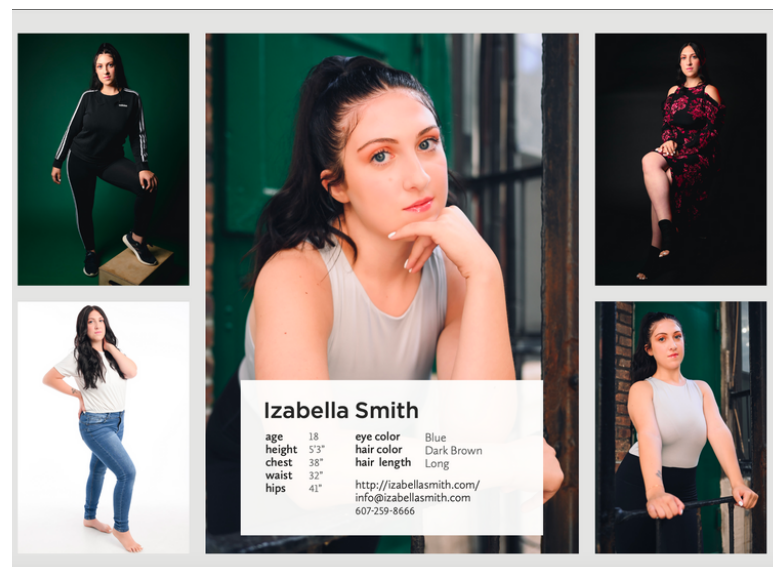 Izabella Smith
age 18
height 5'3"
chest 38"
waist 32"
hips 41"
eye color Blue
hair color Dark Brown
hair length Long
http://izabellasmith.com/
info@izabellasmith.com
607-259-8666